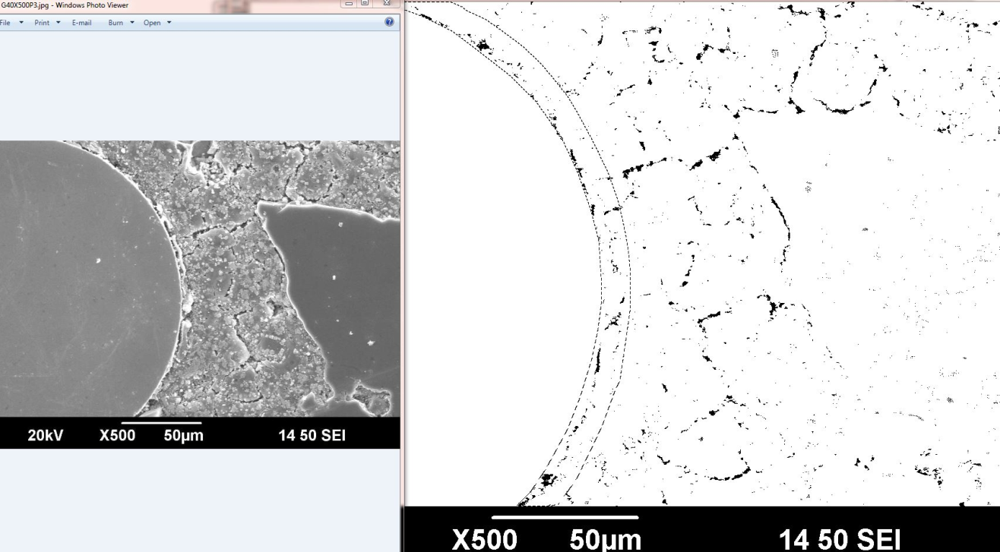 G40X500P3.jpg - Windows Photo Viewer
File Print E-mail Burn Open
20kV X500 50µm 14 50 SEI
X500 50µm 14 50 SEI